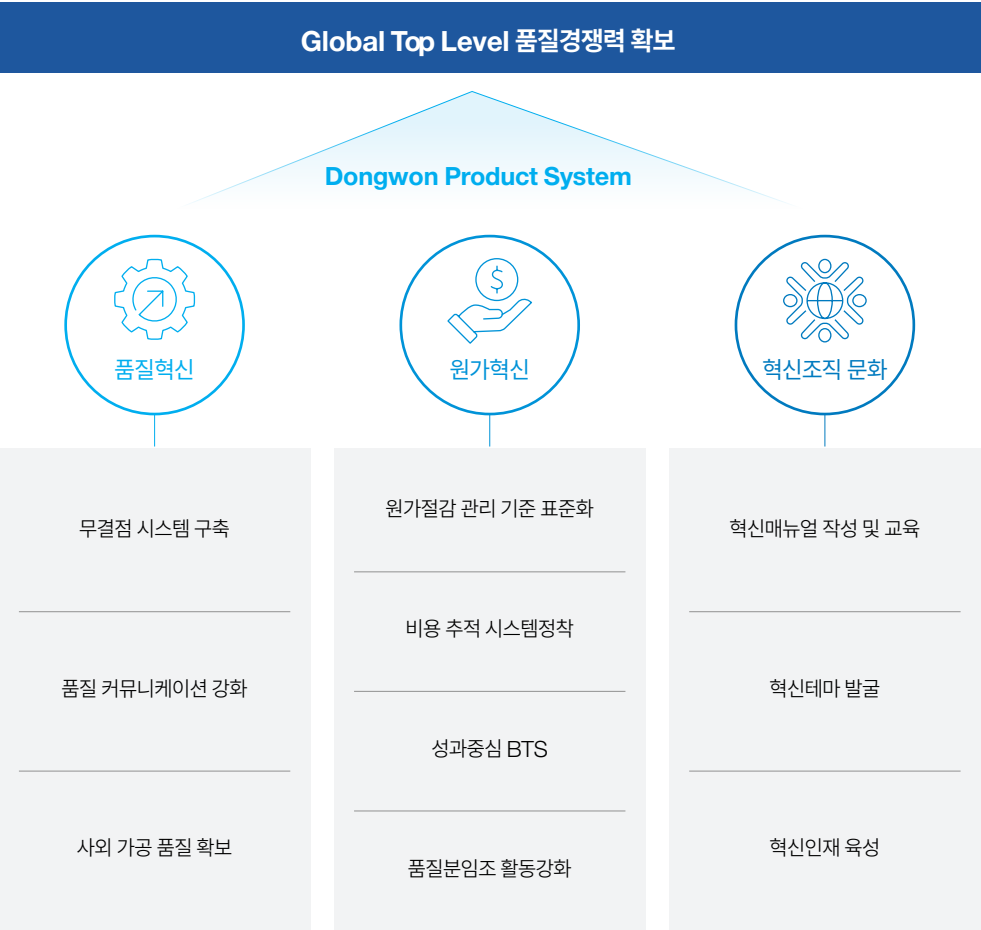 Global Top Level 품질경쟁력 확보
Dongwon Product System
$
품질혁신
원가혁신
혁신조직 문화
무결점 시스템 구축
품질 커뮤니케이션 강화
사외 가공 품질 확보
원가절감 관리 기준 표준화
비용 추적 시스템정착
성과중심 BTS
품질분임조 활동강화
혁신매뉴얼 작성 및 교육
혁신테마 발굴
혁신인재 육성